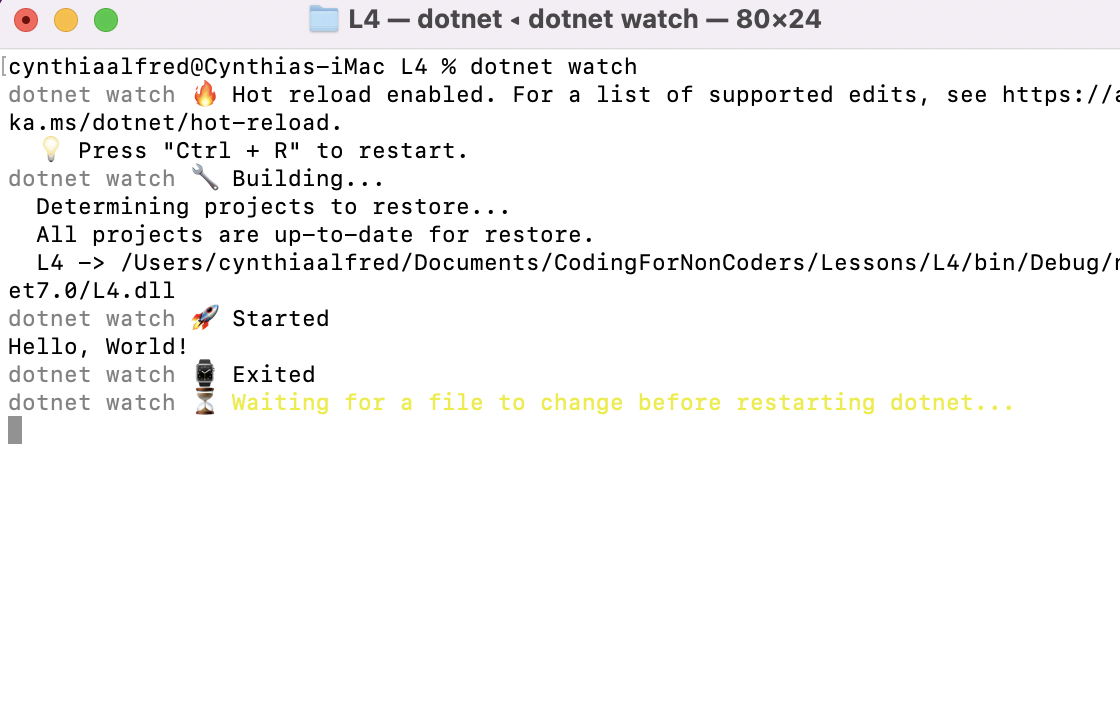 L4 — dotnet ◂ dotnet watch — 80×24
[cynthiaalfred@Cynthias-iMac L4 % dotnet watch
dotnet watch 🔥 Hot reload enabled. For a list of supported edits, see https://a
ka.ms/dotnet/hot-reload.
💡 Press "Ctrl + R" to restart.
dotnet watch 🔧 Building...
Determining projects to restore...
All projects are up-to-date for restore.
L4 -> /Users/cynthiaalfred/Documents/CodingForNonCoders/Lessons/L4/bin/Debug/n
et7.0/L4.dll
dotnet watch 🚀 Started
Hello, World!
dotnet watch ⌚ Exited
dotnet watch ⏳ Waiting for a file to change before restarting dotnet...